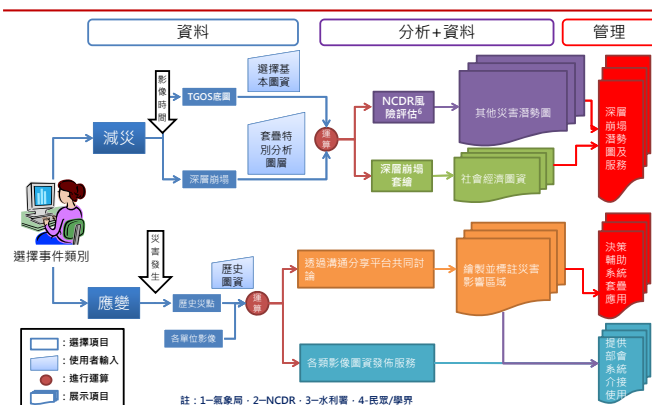 資料
分析+資料
管理
影像時間
TGOS底圖
選擇基
本圖資
減災
套疊特
別分析
圖層
深層崩塌
運算
NCDR風
險評估6
其他災害潛勢圖
深層崩塌
套繪
社會經濟圖資
深層
崩塌
潛勢
圖及
服務
選擇事件類別
災害發生
應變
歷史災點
歷史
圖資
各單位影像
運算
透過溝通分享平台共同討
論
繪製並標註災害
影響區域
決策
輔助
系統
套疊
應用
各類影像圖資發佈服務
提供
部會
系統
介接
使用
：選擇項目
：使用者輸入
：進行運算
：展示項目
註：1─氣象局，2─NCDR，3─水利署，4-民眾/學界